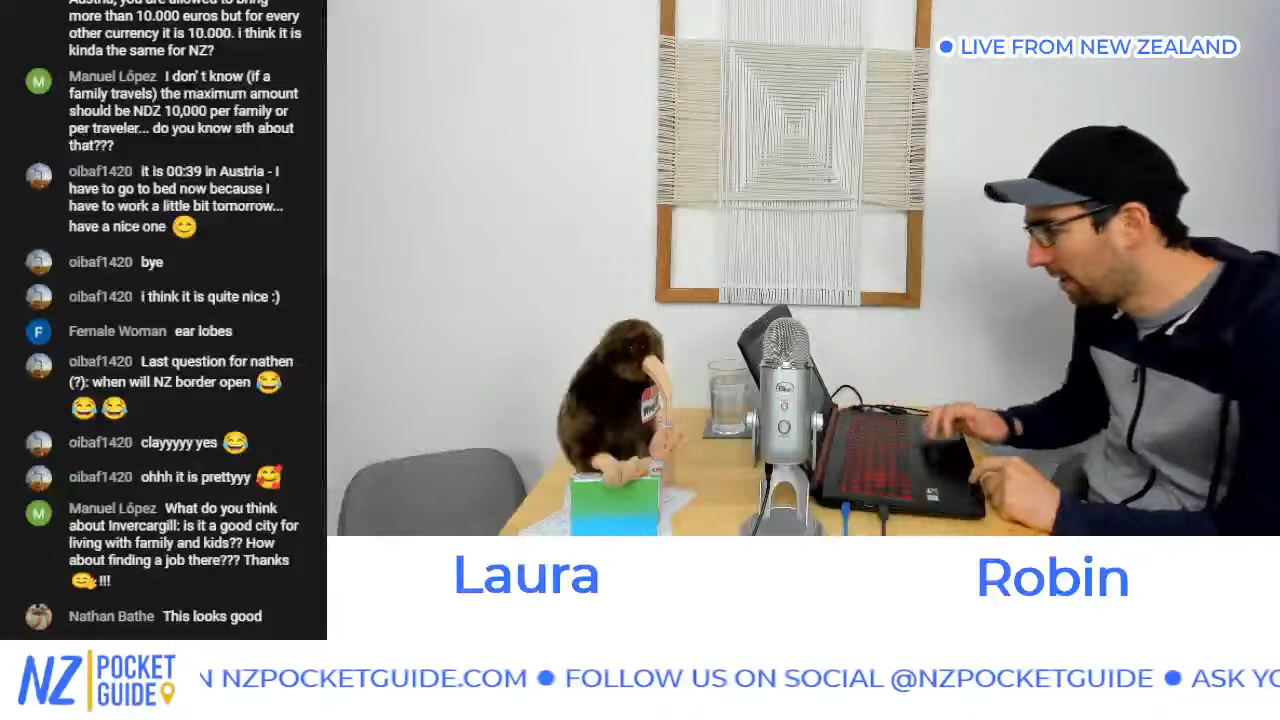 Austria, you are allowed to bring
more than 10.000 euros but for every
other currency it is 10.000. i think it is
kinda the same for NZ?
Manuel López I don't know (if a
family travels) the maximum amount
should be NDZ 10,000 per family or
per traveler... do you know sth about
that???
oibaf1420 it is 00:39 in Austria - I
have to go to bed now because i
have to work a little bit tomorrow...
have a nice one 😊
oibaf1420 bye
oibaf1420 i think it is quite nice :)
F Female Woman ear lobes
oibaf1420 Last question for nathen
(?): when will NZ border open 😂
😂😂
oibaf1420 clayyyyy yes 😂
oibaf1420 ohhh it is prettyyy 🥰
M Manuel López What do you think
about Invercargill: is it a good city for
living with family and kids?? How
about finding a job there??? Thanks
🥰 !!!
Nathan Bathe This looks good
LIVE FROM NEW ZEALAND
Laura
Robin
NZ POCKET
GUIDE
N NZPOCKETGUIDE.COM ● FOLLOW US ON SOCIAL @NZPOCKETGUIDE ● ASK YO